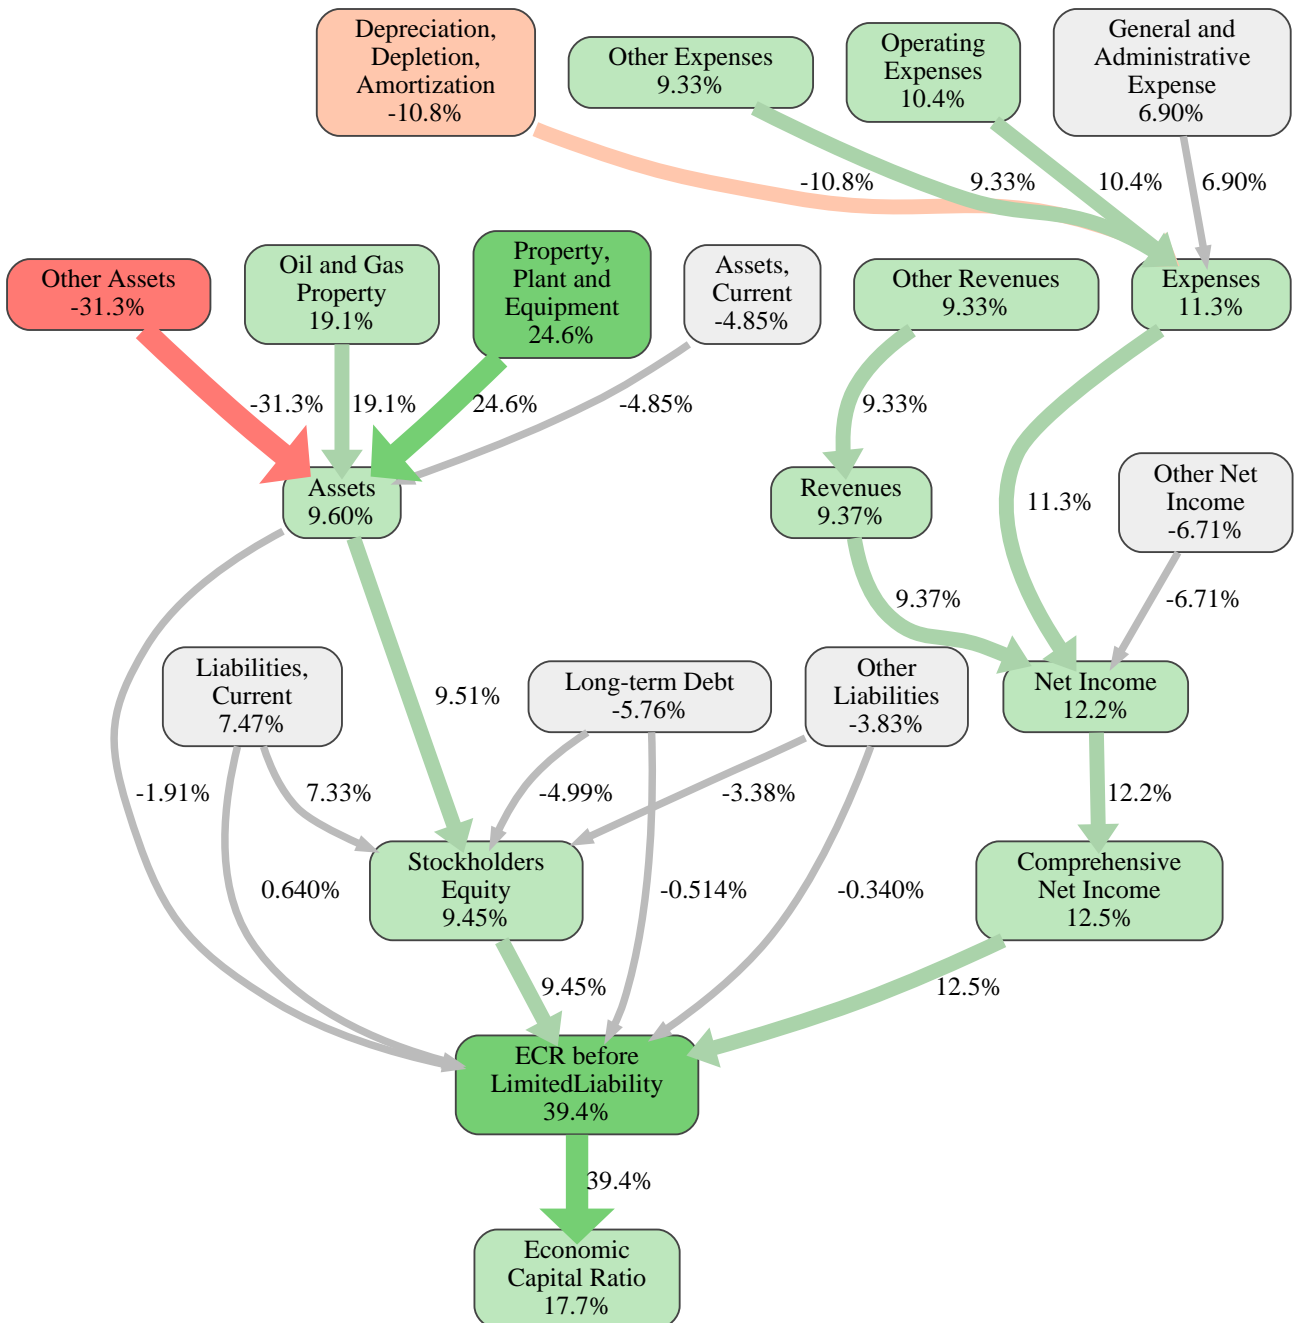 Depreciation,
Depletion,
Amortization
-10.8%
Other Expenses
9.33%
Operating
Expenses
10.4%
General and
Administrative
Expense
6.90%
-10.8%
9.33%
10.4%
6.90%
Other Assets
-31.3%
Oil and Gas
Property
19.1%
Property,
Plant and
Equipment
24.6%
Assets,
Current
-4.85%
Other Revenues
9.33%
Expenses
11.3%
-31.3%
19.1%
24.6%
-4.85%
9.33%
Assets
9.60%
Revenues
9.37%
11.3%
Other Net
Income
-6.71%
9.37%
-6.71%
Liabilities,
Current
7.47%
9.51%
Long-term Debt
-5.76%
Other
Liabilities
-3.83%
Net Income
12.2%
-1.91%
7.33%
-4.99%
-3.38%
12.2%
0.640%
Stockholders
Equity
9.45%
-0.514%
-0.340%
Comprehensive
Net Income
12.5%
9.45%
12.5%
ECR before
LimitedLiability
39.4%
39.4%
Economic
Capital Ratio
17.7%